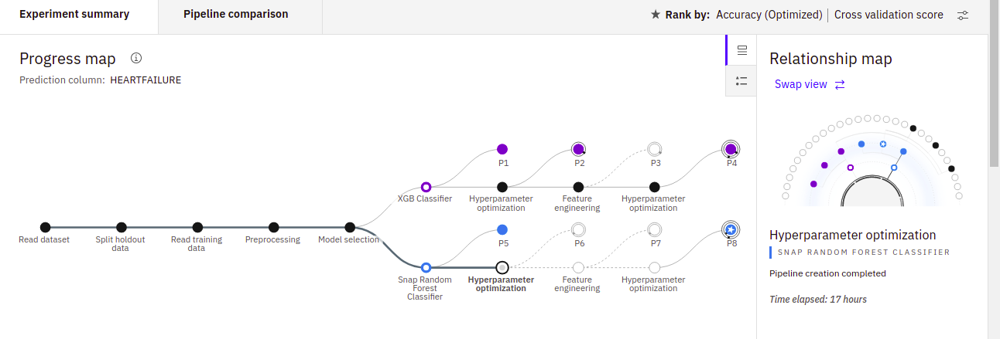 Experiment summary
Pipeline comparison
Rank by: Accuracy (Optimized) | Cross validation score
Progress map
Prediction column: HEARTFAILURE
Relationship map
Swap view
P1
P2
P3
P4
XGB Classifier
Hyperparameter
optimization
Feature
engineering
Hyperparameter
optimization
Read dataset
Split holdout
data
Read training
data
Preprocessing
Model selection
P5
P6
P7
P8
Snap Random
Forest
Classifier
Hyperparameter
optimization
Feature
engineering
Hyperparameter
optimization
Hyperparameter optimization
SNAP RANDOM FOREST CLASSIFIER
Pipeline creation completed
Time elapsed: 17 hours